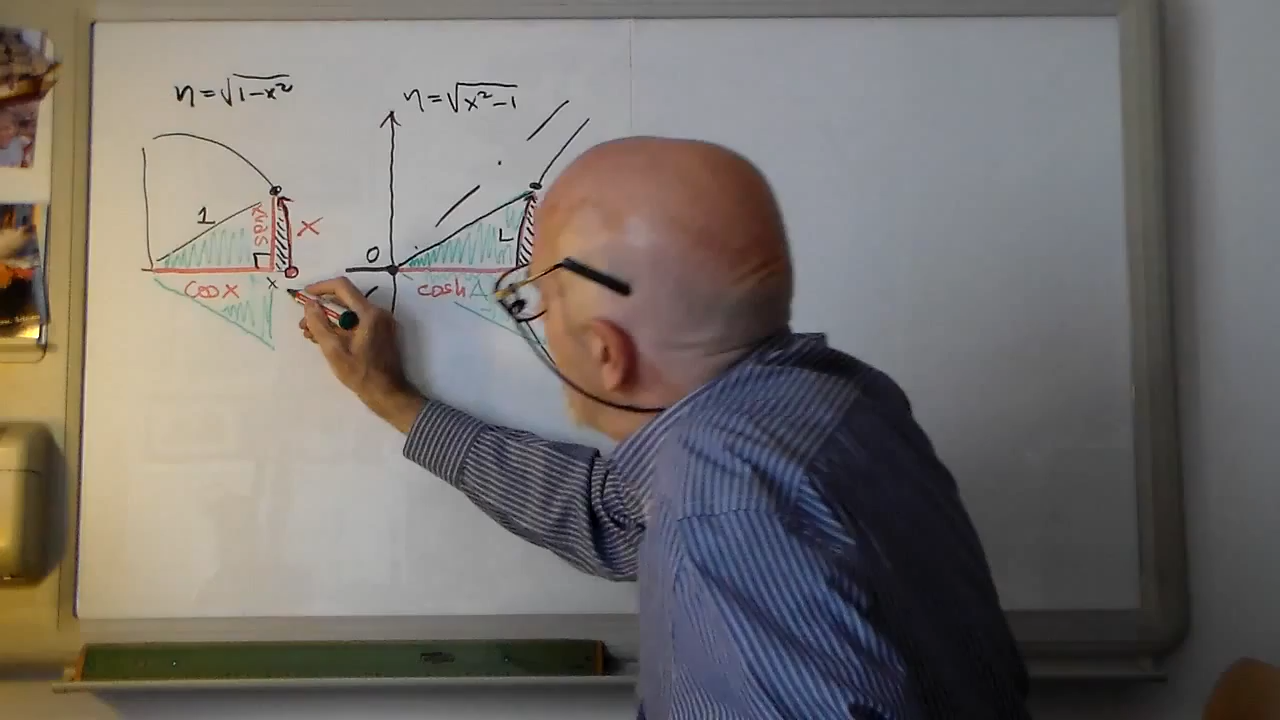 y=√1-x²
y=√x²-1
1
sin x
x
0
x
cos x
cosh